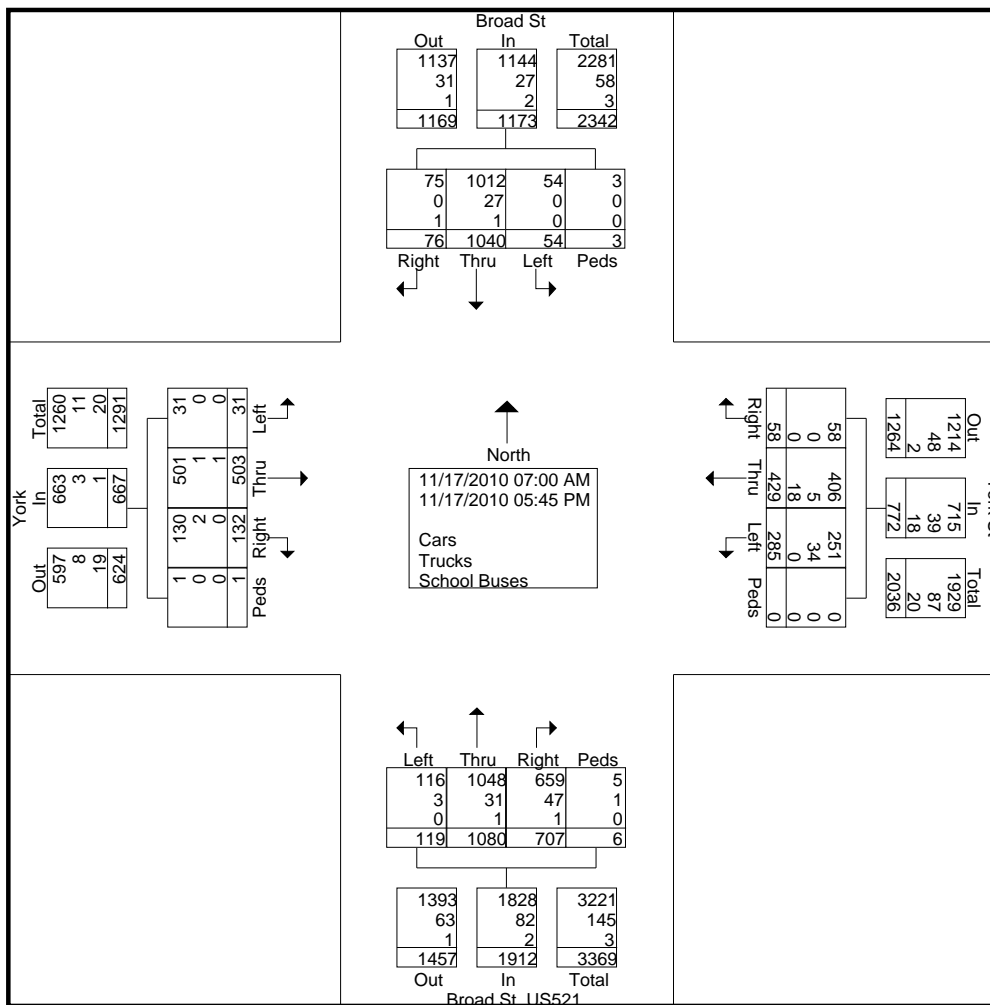 Broad St
Out In Total
1137 1144 2281
31 27 58
1 2 3
1169 1173 2342
75 1012 54 3
0 27 0 0
1 1 0 0
76 1040 54 3
Right Thru Left Peds
York
Total In Out
1260 663 597
11 3 8
20 1 19
1291 667 624
31 501 130 1
0 1 2 0
0 1 0 0
31 503 132 1
Left Thru Right Peds
North
11/17/2010 07:00 AM
11/17/2010 05:45 PM
Cars
Trucks
School Buses
Right Thru Left Peds
58 406 251 0
0 5 34 0
0 18 0 0
58 429 285 0
Out In Total
1214 715 1929
48 39 87
2 18 20
1264 772 2036
Left Thru Right Peds
116 1048 659 5
3 31 47 1
0 1 1 0
119 1080 707 6
1393 1828 3221
63 82 145
1 2 3
1457 1912 3369
Out In Total
Broad St US521